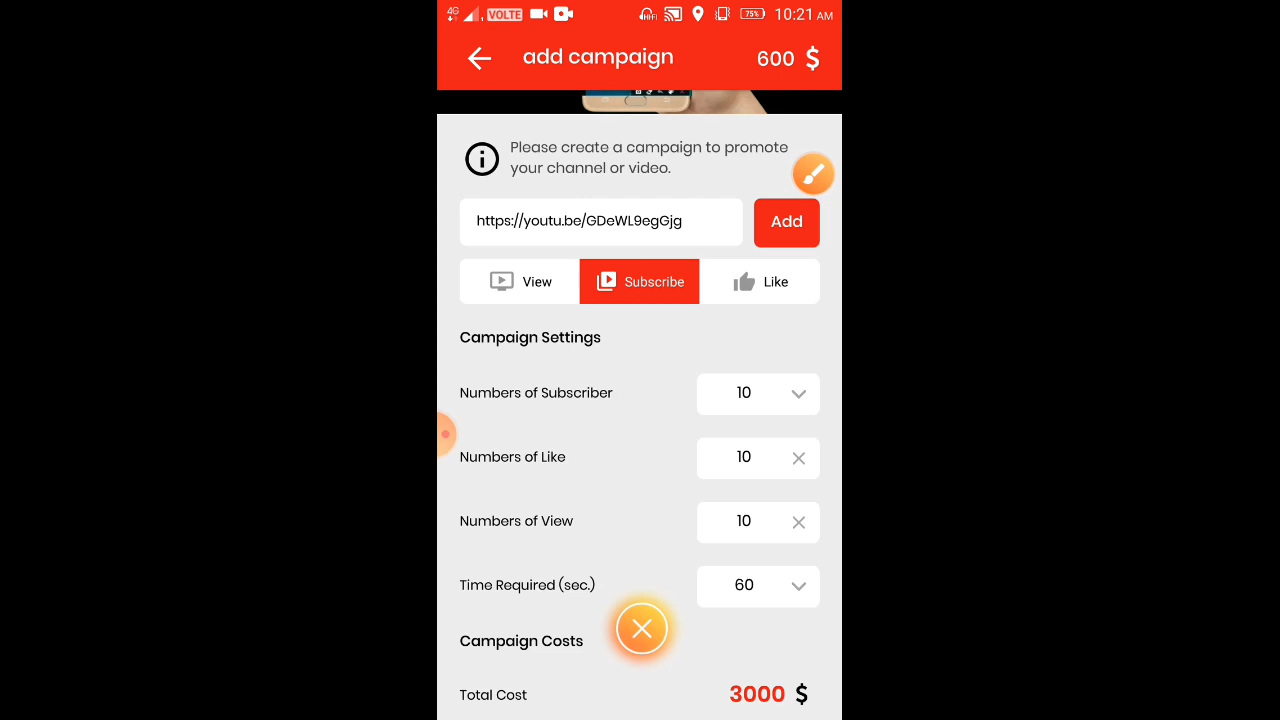 4G 1 VOLTE HiFi 75% 10:21 AM
add campaign 600 $
Please create a campaign to promote
your channel or video.
https://youtu.be/GDeWL9egGjg Add
View Subscribe Like
Campaign Settings
Numbers of Subscriber 10
Numbers of Like 10
Numbers of View 10
Time Required (sec.) 60
Campaign Costs
Total Cost 3000 $